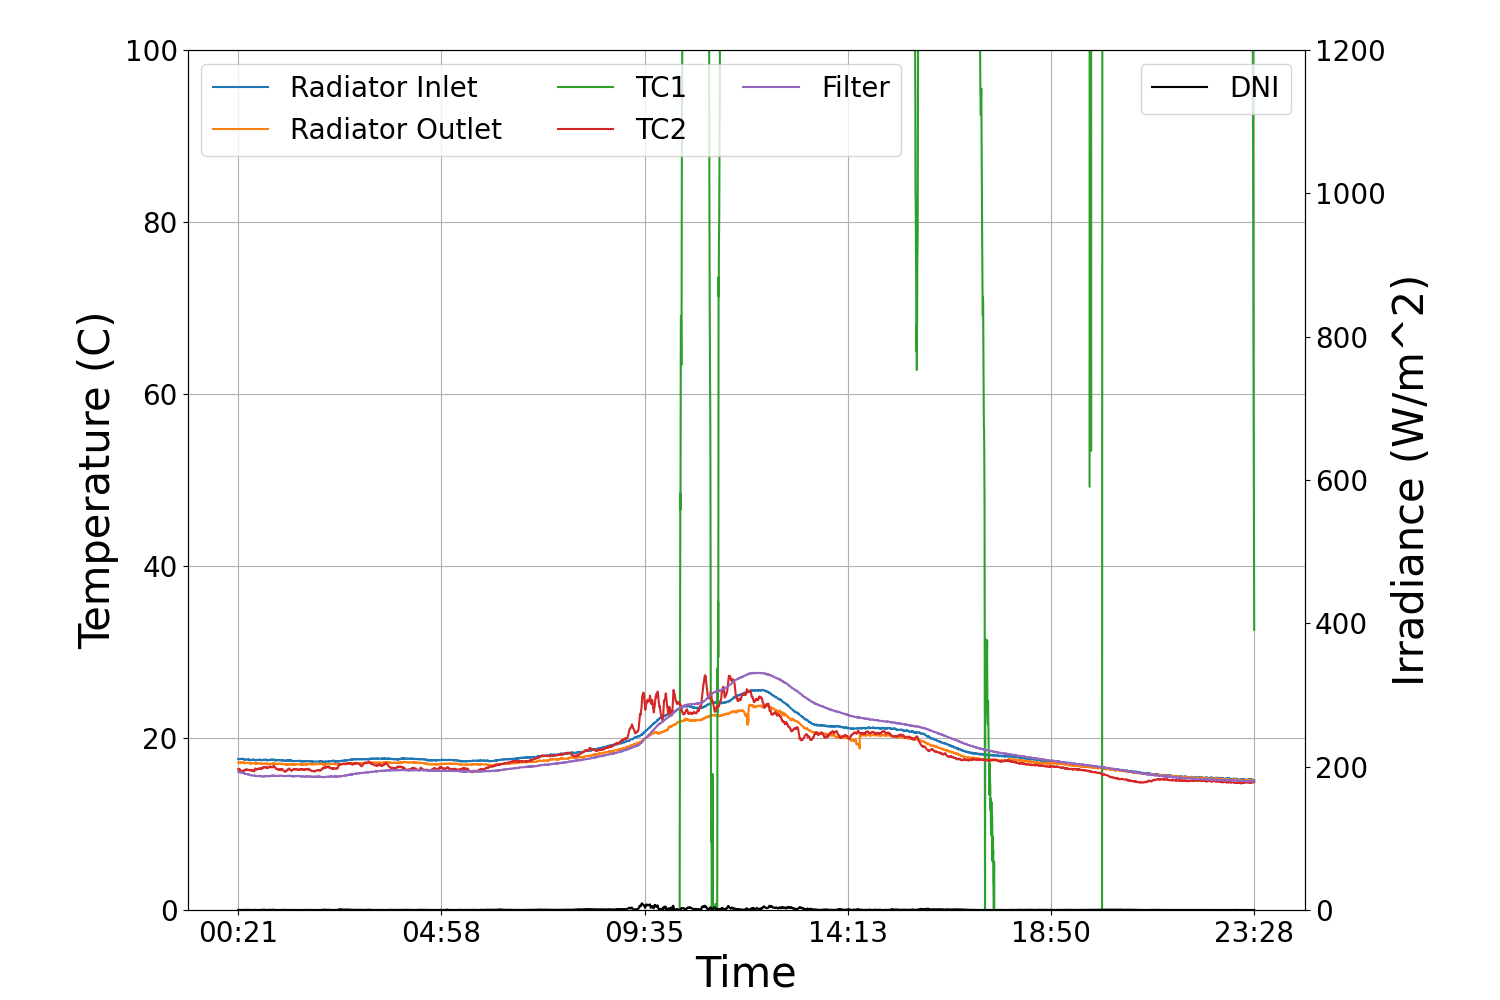 100
80
60
40
20
0
Temperature (C)
Radiator Inlet
Radiator Outlet
TC1
TC2
Filter
DNI
1200
1000
800
600
400
200
0
Irradiance (W/m^2)
00:21 04:58 09:35 14:13 18:50 23:28
Time